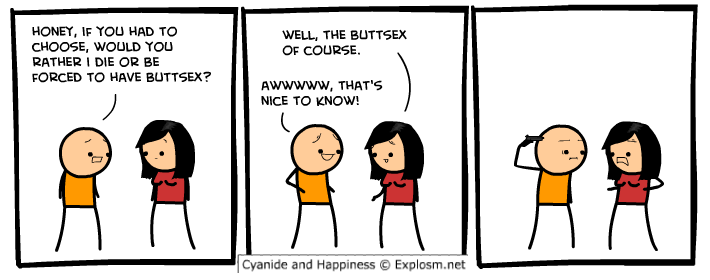 HONEY, IF YOU HAD TO
CHOOSE, WOULD YOU
RATHER I DIE OR BE
FORCED TO HAVE BUTTSEX?
WELL, THE BUTTSEX
OF COURSE.
AWWWWW, THAT'S
NICE TO KNOW!
Cyanide and Happiness © Explosm.net